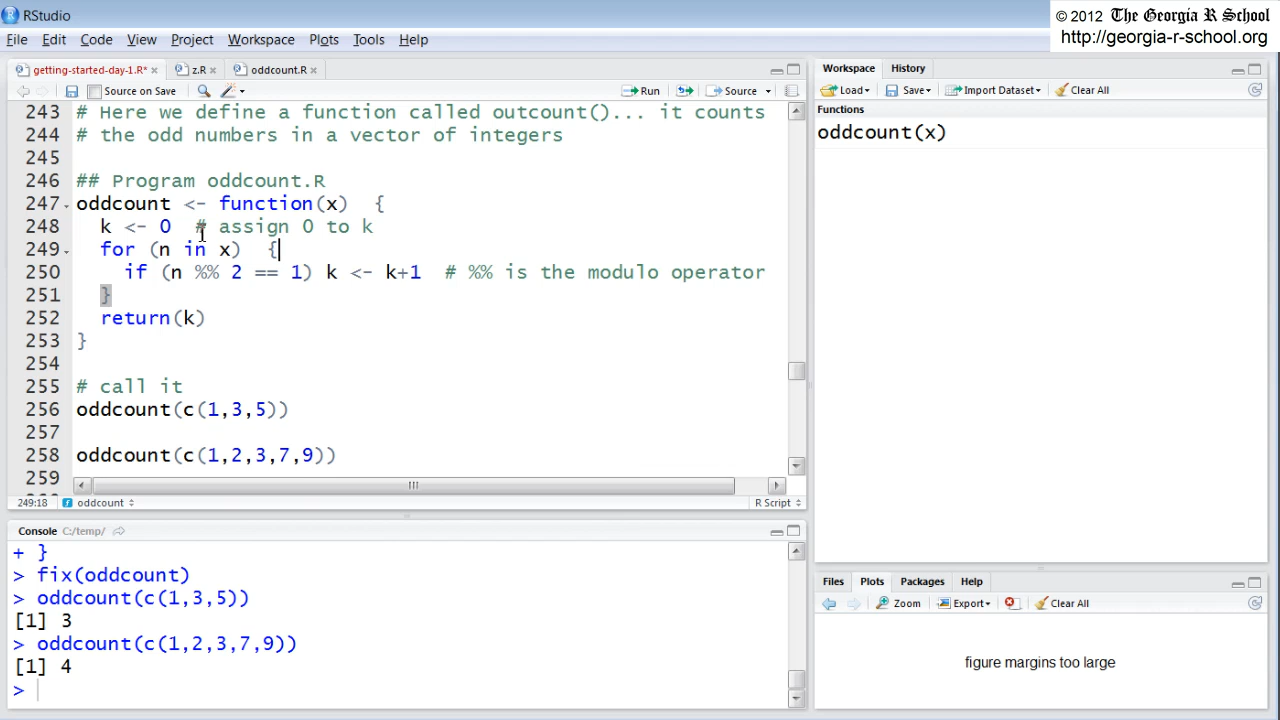 RStudio
© 2012 The Georgia R School
http://georgia-r-school.org
File Edit Code View Project Workspace Plots Tools Help
getting-started-day-1.R* × z.R × oddcount.R ×
Source on Save Run Source
243 # Here we define a function called outcount()... it counts
244 # the odd numbers in a vector of integers
245
246 ## Program oddcount.R
247 oddcount <- function(x) {
248 k <- 0 # assign 0 to k
249 for (n in x) {
250 if (n %% 2 == 1) k <- k+1 # %% is the modulo operator
251 }
252 return(k)
253 }
254
255 # call it
256 oddcount(c(1,3,5))
257
258 oddcount(c(1,2,3,7,9))
259
249:18 oddcount R Script
Console C:/temp/
+ }
> fix(oddcount)
> oddcount(c(1,3,5))
[1] 3
> oddcount(c(1,2,3,7,9))
[1] 4
>
Workspace History
Load Save Import Dataset Clear All
Functions
oddcount(x)
Files Plots Packages Help
Zoom Export Clear All
figure margins too large